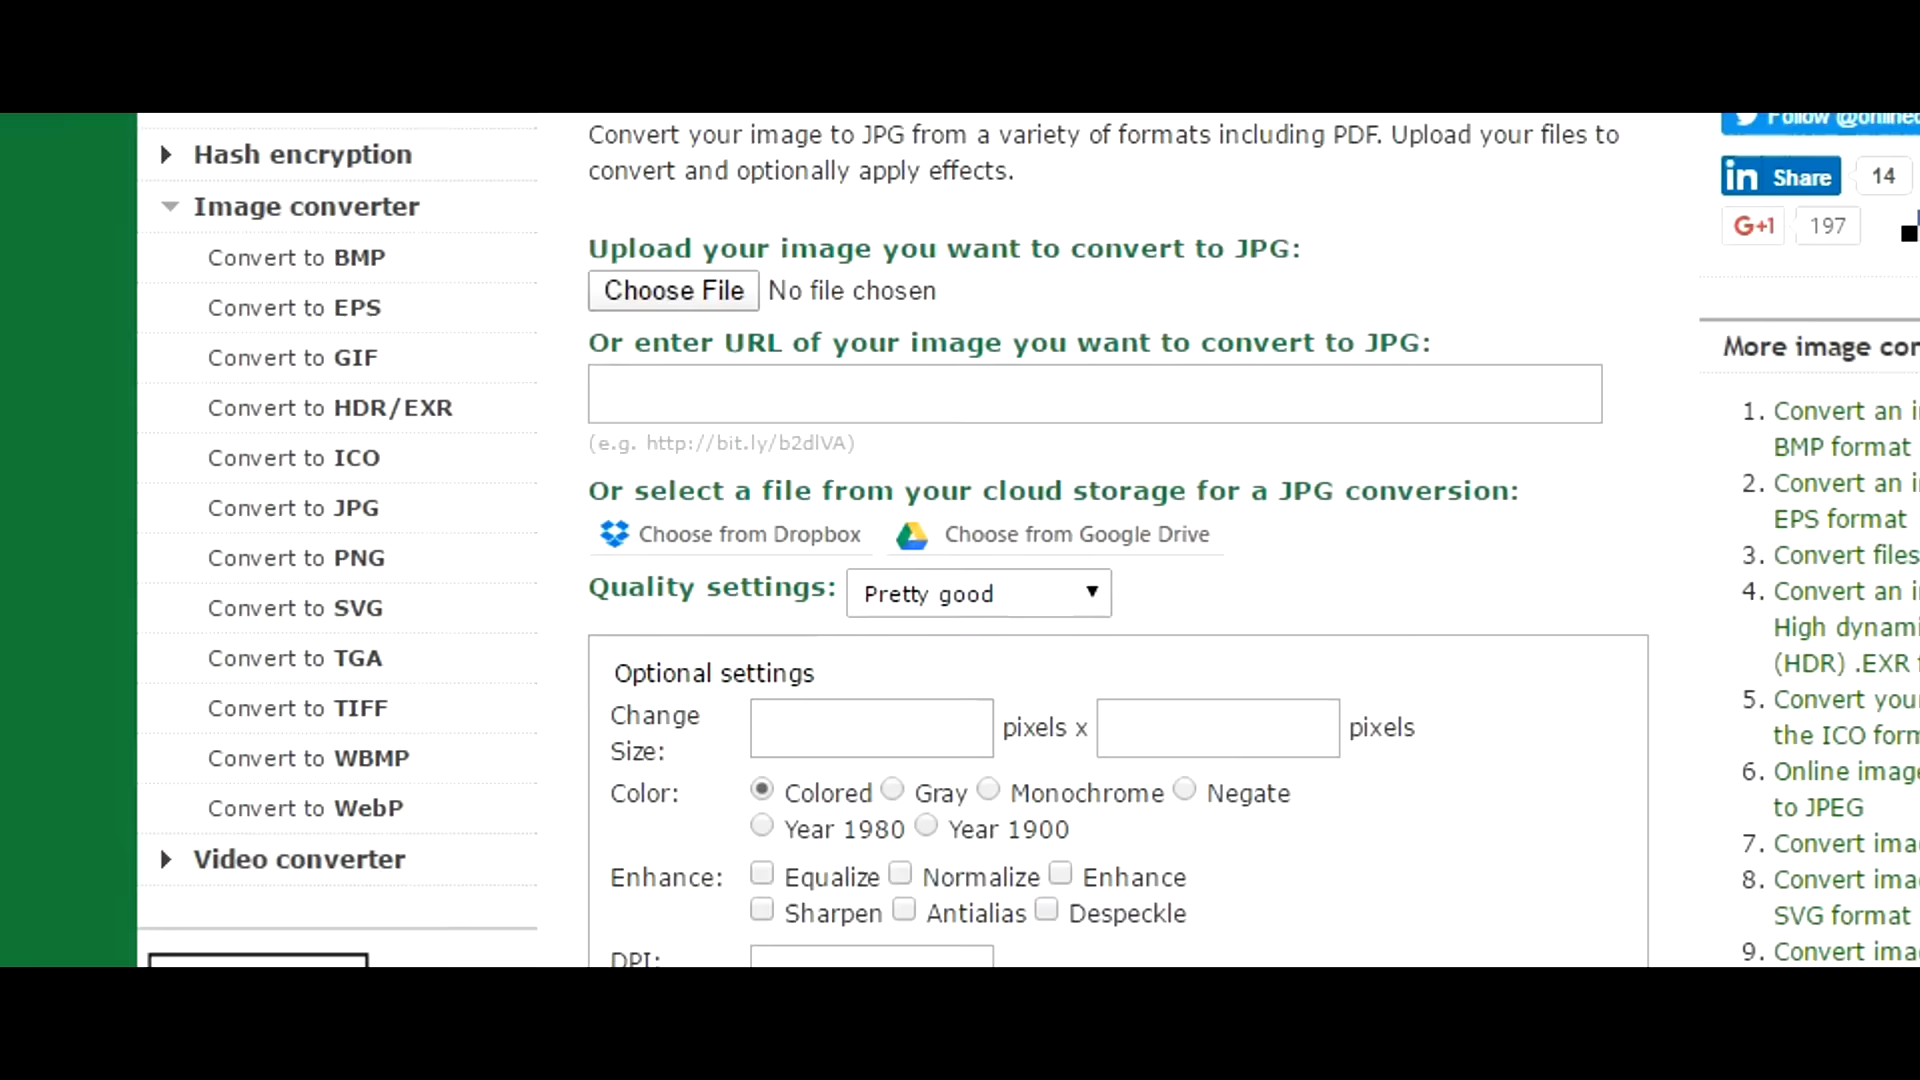 Hash encryption
Image converter
Convert to BMP
Convert to EPS
Convert to GIF
Convert to HDR/EXR
Convert to ICO
Convert to JPG
Convert to PNG
Convert to SVG
Convert to TGA
Convert to TIFF
Convert to WBMP
Convert to WebP
Video converter
Convert your image to JPG from a variety of formats including PDF. Upload your files to
convert and optionally apply effects.
Upload your image you want to convert to JPG:
Choose File No file chosen
Or enter URL of your image you want to convert to JPG:
(e.g. http://bit.ly/b2dlVA)
Or select a file from your cloud storage for a JPG conversion:
Choose from Dropbox Choose from Google Drive
Quality settings: Pretty good
Optional settings
Change
Size: pixels x pixels
Color: Colored Gray Monochrome Negate
Year 1980 Year 1900
Enhance: Equalize Normalize Enhance
Sharpen Antialias Despeckle
DPI:
Follow
in Share 14
G+1 197
More image
1. Convert an
BMP format
2. Convert an
EPS format
3. Convert files
4. Convert an
High
(HDR) .EXR
5. Convert
the ICO
6. Online
to JPEG
7. Convert
8. Convert
SVG format
9. Convert